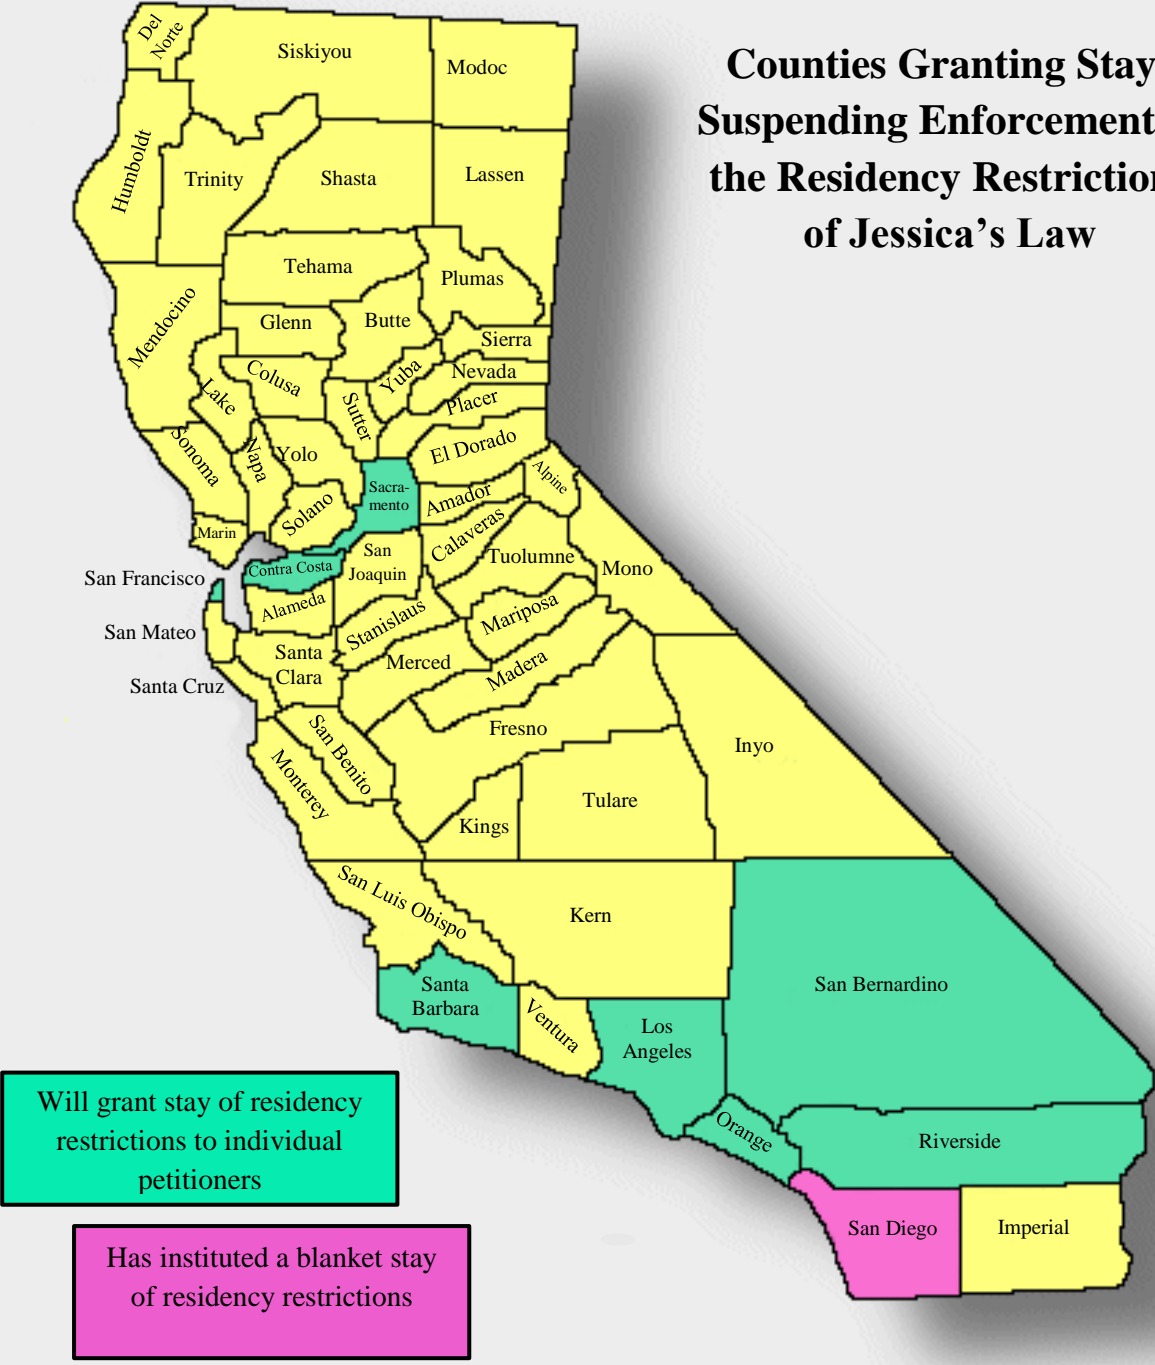 Counties Granting Stay
Suspending Enforcement
the Residency Restriction
of Jessica’s Law
Del
Norte
Siskiyou
Modoc
Humboldt
Trinity
Shasta
Lassen
Tehama
Plumas
Mendocino
Glenn
Butte
Sierra
Lake
Colusa
Sutter
Yuba
Nevada
Placer
Sonoma
Napa
Yolo
El Dorado
Sacra-
mento
Alpine
Solano
Amador
Marin
Calaveras
Contra Costa
San
Joaquin
Tuolumne
Mono
San Francisco
Alameda
Stanislaus
Mariposa
San Mateo
Santa
Clara
Merced
Madera
Santa Cruz
San Benito
Fresno
Inyo
Monterey
Kings
Tulare
San Luis Obispo
Kern
Santa
Barbara
Ventura
Los
Angeles
San Bernardino
Orange
Riverside
San Diego
Imperial
Will grant stay of residency
restrictions to individual
petitioners
Has instituted a blanket stay
of residency restrictions